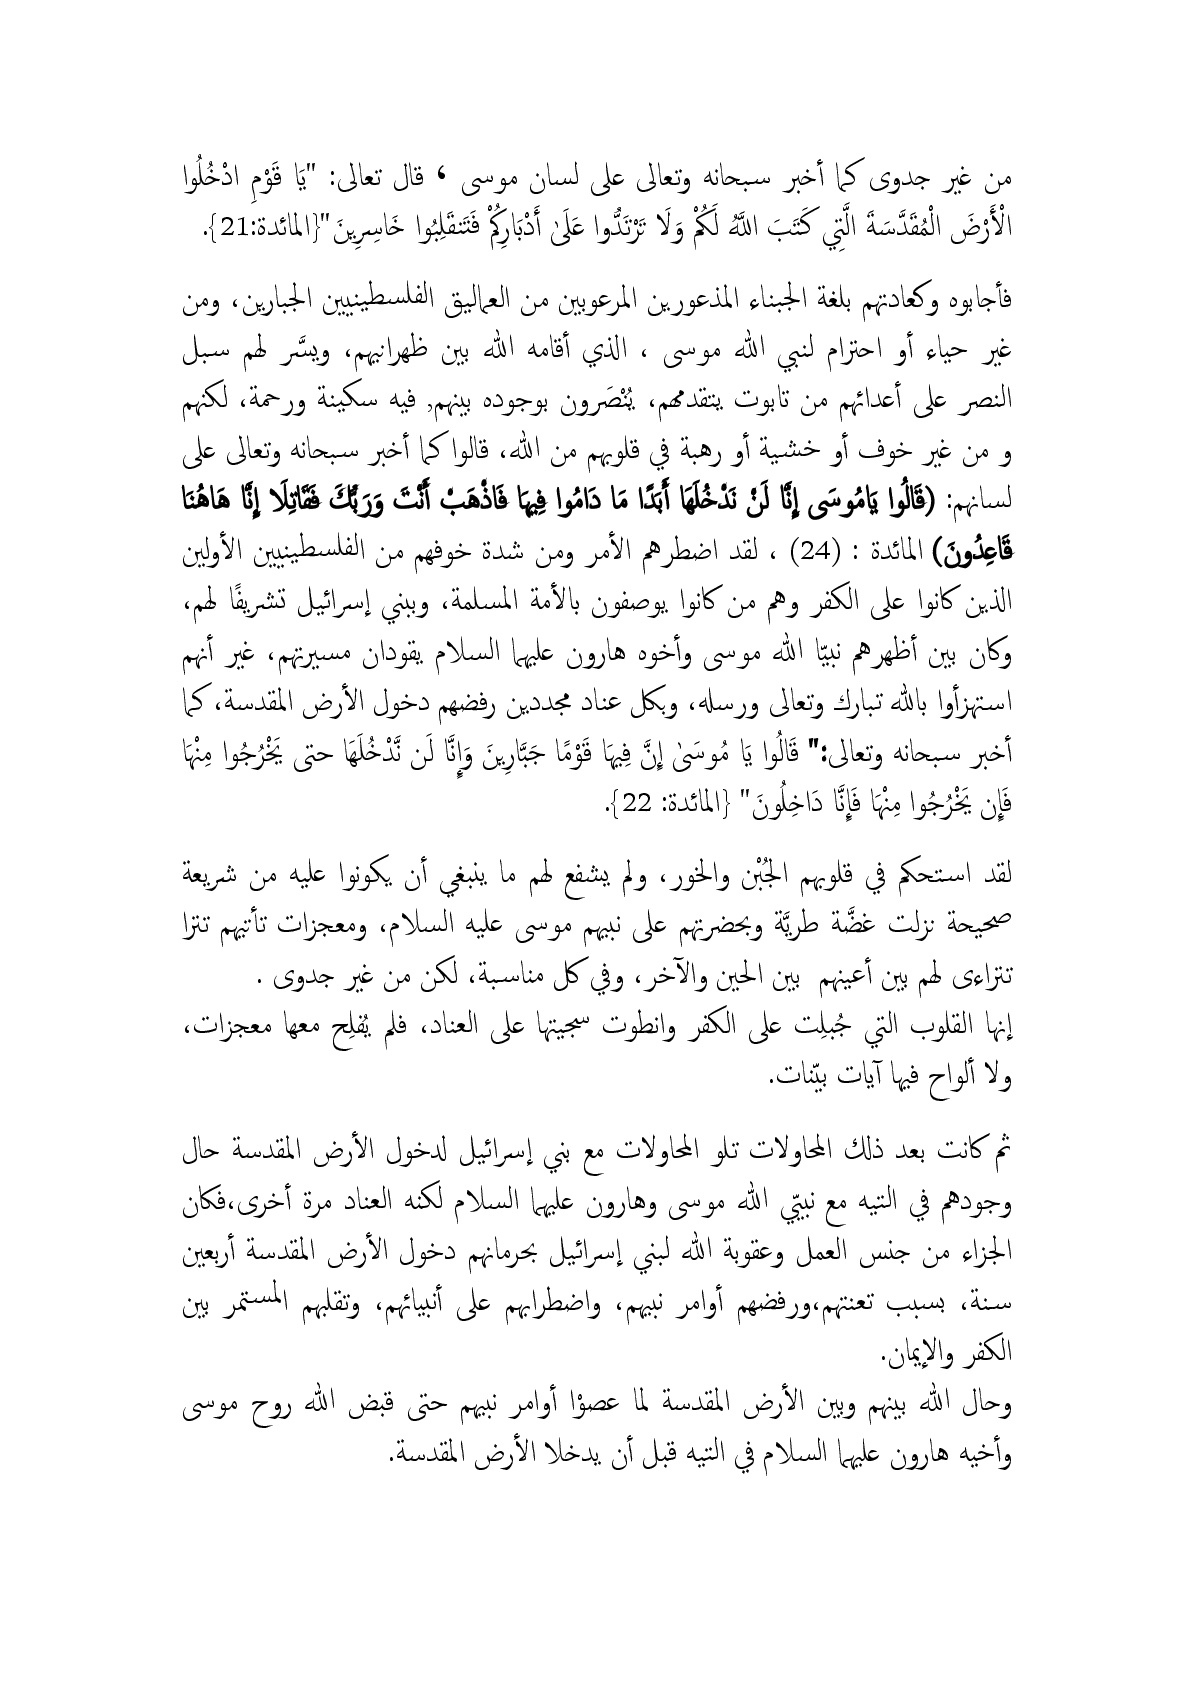 من غير جدوى كما أخبر سبحانه وتعالى على لسان موسى ، قال تعالى: "يَا قَوْمِ ادْخُلُوا
الْأَرْضَ الْمُقَدَّسَةَ الَّتِي كَتَبَ اللَّهُ لَكُمْ وَلَا تَرْتَدُّوا عَلَىٰ أَدْبَارِكُمْ فَتَنقَلِبُوا خَاسِرِينَ"{المائدة:21}.
فأجابوه وكعادتهم بلغة الجبناء المذعورين المرعوبين من العماليق الفلسطينيين الجبارين، ومن
غير حياء أو احترام لنبي الله موسى ، الذي أقامه الله بين ظهرانيهم، ويسَّر لهم سبل
النصر على أعدائهم من تابوت يتقدمهم، يُنْصَرون بوجوده بينهم, فيه سكينة ورحمة، لكنهم
و من غير خوف أو خشية أو رهبة في قلوبهم من الله، قالوا كما أخبر سبحانه وتعالى على
لسانهم: (قَالُوا يَامُوسَى إِنَّا لَنْ نَدْخُلَهَا أَبَدًا مَا دَامُوا فِيهَا فَاذْهَبْ أَنْتَ وَرَبُّكَ فَقَاتِلَا إِنَّا هَاهُنَا
قَاعِدُونَ) المائدة : (24) ، لقد اضطرهم الأمر ومن شدة خوفهم من الفلسطينيين الأولين
الذين كانوا على الكفر وهم من كانوا يوصفون بالأمة المسلمة، وببني إسرائيل تشريفًا لهم،
وكان بين أظهرهم نبيّا الله موسى وأخوه هارون عليهما السلام يقودان مسيرتهم، غير أنهم
استهزأوا بالله تبارك وتعالى ورسله، وبكل عناد مجددين رفضهم دخول الأرض المقدسة، كما
أخبر سبحانه وتعالى:" قَالُوا يَا مُوسَىٰ إِنَّ فِيهَا قَوْمًا جَبَّارِينَ وَإِنَّا لَن نَّدْخُلَهَا حتى يَخْرُجُوا مِنْهَا
فَإِن يَخْرُجُوا مِنْهَا فَإِنَّا دَاخِلُونَ" {المائدة: 22}.
لقد استحكم في قلوبهم الجُبْن والخور، ولم يشفع لهم ما ينبغي أن يكونوا عليه من شريعة
صحيحة نزلت غضَّة طريَّة وبحضرتهم على نبيهم موسى عليه السلام، ومعجزات تأتيهم تترا
تتراءى لهم بين أعينهم بين الحين والآخر، وفي كل مناسبة، لكن من غير جدوى .
إنها القلوب التي جُبلِت على الكفر وانطوت سجيتها على العناد، فلم يُفلِح معها معجزات،
ولا ألواح فيها آيات بيّنات.
ثم كانت بعد ذلك المحاولات تلو المحاولات مع بني إسرائيل لدخول الأرض المقدسة حال
وجودهم في التيه مع نبيّي الله موسى وهارون عليهما السلام لكنه العناد مرة أخرى،فكان
الجزاء من جنس العمل وعقوبة الله لبني إسرائيل بحرمانهم دخول الأرض المقدسة أربعين
سنة، بسبب تعنتهم،ورفضهم أوامر نبيهم، واضطرابهم على أنبيائهم، وتقلبهم المستمر بين
الكفر والإيمان.
وحال الله بينهم وبين الأرض المقدسة لما عصوْا أوامر نبيهم حتى قبض الله روح موسى
وأخيه هارون عليهما السلام في التيه قبل أن يدخلا الأرض المقدسة.